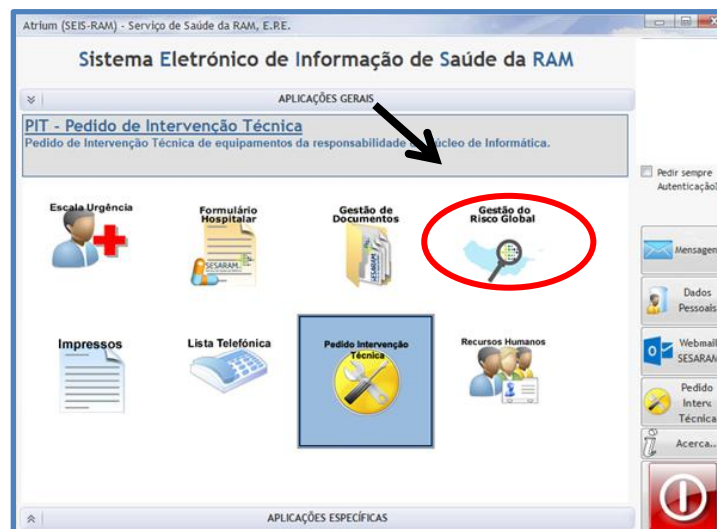 Atrium (SEIS-RAM) - Serviço de Saúde da RAM, E.P.E.
Sistema Eletrónico de Informação de Saúde da RAM
APLICAÇÕES GERAIS
PIT - Pedido de Intervenção Técnica
Pedido de Intervenção Técnica de equipamentos da responsabilidade úcleo de Informática.
Pedir sempre
Autenticação
Escala Urgência
Formulário
Hospitalar
SESARAM
Gestão de
Documentos
SESARAM
Gestão do
Risco Global
Mensagen
Dados
Pessoais
Impressos
Lista Telefónica
Pedido Intervenção
Técnica
Recursos Humanos
Webmail
SESARAM
Pedido
Interv.
Técnica
Acerca...
APLICAÇÕES ESPECÍFICAS